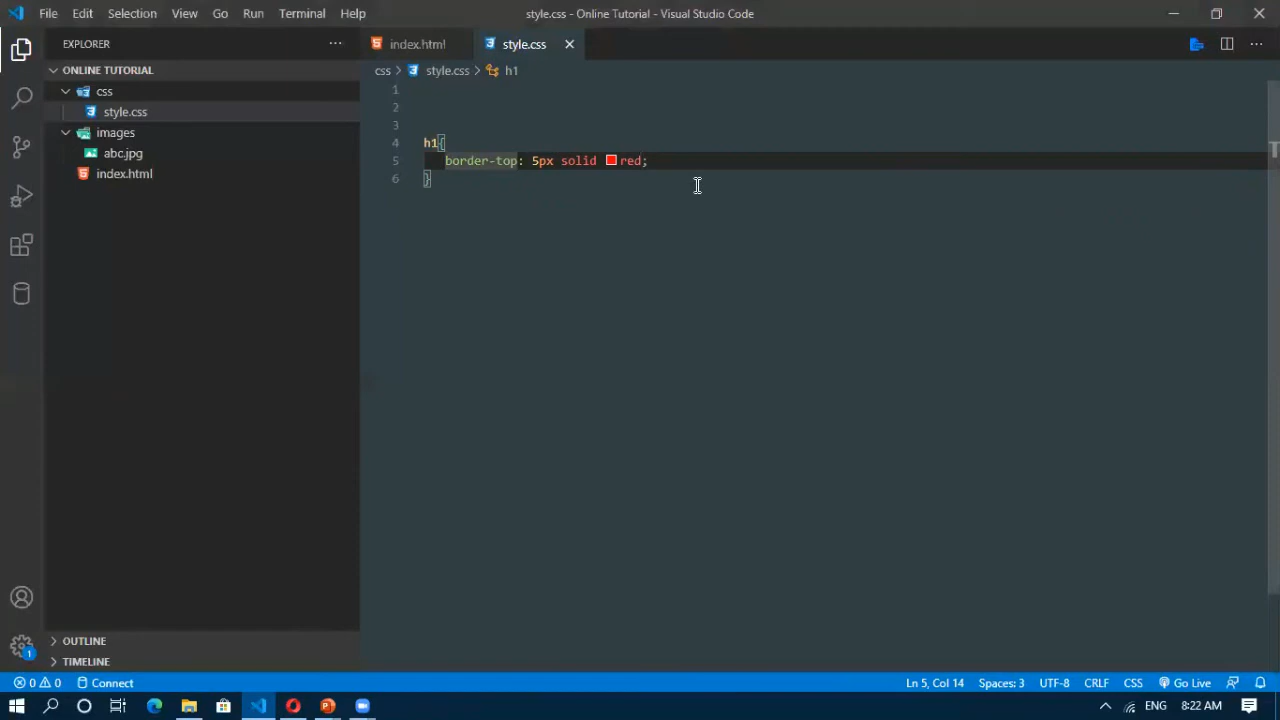 File Edit Selection View Go Run Terminal Help
style.css - Online Tutorial - Visual Studio Code
EXPLORER
index.html
style.css
ONLINE TUTORIAL
css
style.css
images
abc.jpg
index.html
css > style.css > h1
1
2
3
4 h1{
5 border-top: 5px solid red;
6 }
OUTLINE
TIMELINE
0 0 Connect
Ln 5, Col 14 Spaces: 3 UTF-8 CRLF CSS Go Live
1
ENG 8:22 AM